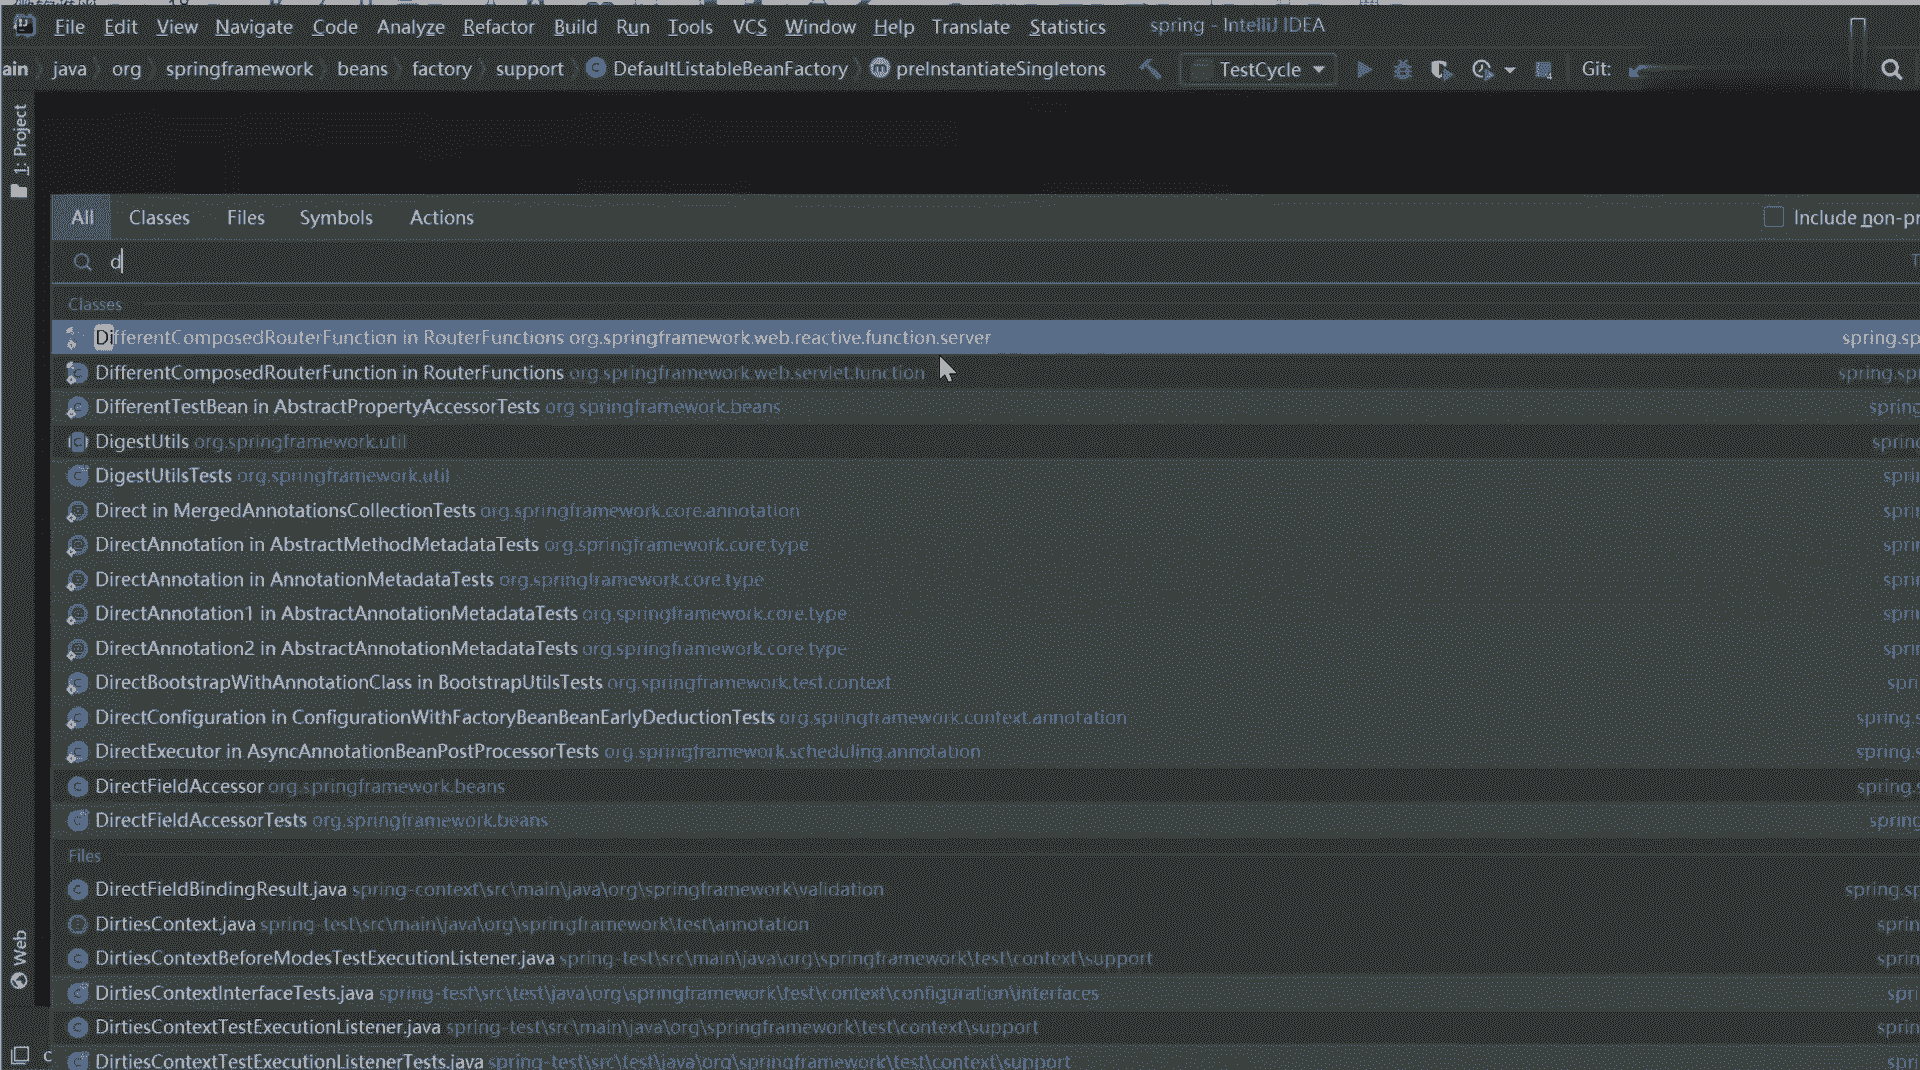 File Edit View Navigate Code Analyze Refactor Build Run Tools VCS Window Help Translate Statistics spring - IntelliJ IDEA
ain java org springframework beans factory support DefaultListableBeanFactory preInstantiateSingletons TestCycle Git:
1: Project
All Classes Files Symbols Actions Include non-pr
d
Classes
DifferentComposedRouterFunction in RouterFunctions org.springframework.web.reactive.function.server spring.sp
DifferentComposedRouterFunction in RouterFunctions org.springframework.web.servlet.function spring.spr
DifferentTestBean in AbstractPropertyAccessorTests org.springframework.beans spring
DigestUtils org.springframework.util spring
DigestUtilsTests org.springframework.util sprin
Direct in MergedAnnotationsCollectionTests org.springframework.core.annotation sprin
DirectAnnotation in AbstractMethodMetadataTests org.springframework.core.type sprin
DirectAnnotation in AnnotationMetadataTests org.springframework.core.type sprin
DirectAnnotation1 in AbstractAnnotationMetadataTests org.springframework.core.type sprin
DirectAnnotation2 in AbstractAnnotationMetadataTests org.springframework.core.type sprin
DirectBootstrapWithAnnotationClass in BootstrapUtilsTests org.springframework.test.context spri
DirectConfiguration in ConfigurationWithFactoryBeanBeanEarlyDeductionTests org.springframework.context.annotation spring.s
DirectExecutor in AsyncAnnotationBeanPostProcessorTests org.springframework.scheduling.annotation spring.s
DirectFieldAccessor org.springframework.beans spring.s
DirectFieldAccessorTests org.springframework.beans spring
Files
DirectFieldBindingResult.java spring-context\src\main\java\org\springframework\validation spring.sp
DirtiesContext.java spring-test\src\main\java\org\springframework\test\annotation sprin
DirtiesContextBeforeModesTestExecutionListener.java spring-test\src\main\java\org\springframework\test\context\support sprin
DirtiesContextInterfaceTests.java spring-test\src\test\java\org\springframework\test\context\configuration\interfaces spri
DirtiesContextTestExecutionListener.java spring-test\src\main\java\org\springframework\test\context\support sprin
DirtiesContextTestExecutionListenerTests.java spring-test\src\test\java\org\springframework\test\context\support spri
Web